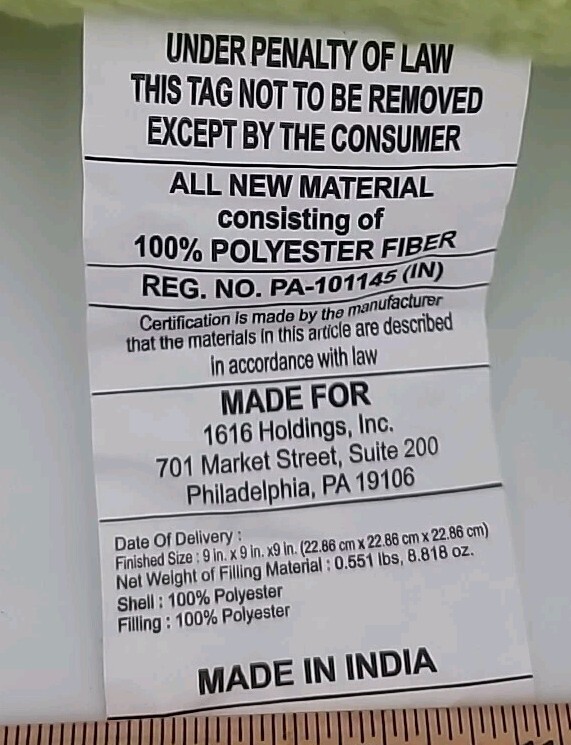 UNDER PENALTY OF LAW
THIS TAG NOT TO BE REMOVED
EXCEPT BY THE CONSUMER
ALL NEW MATERIAL
consisting of
100% POLYESTER FIBER
REG. NO. PA-101145 (IN)
Certification is made by the manufacturer
that the materials in this article are described
in accordance with law
MADE FOR
1616 Holdings, Inc.
701 Market Street, Suite 200
Philadelphia, PA 19106
Date Of Delivery :
Finished Size : 9 in. x 9 in. x9 in. (22.86 cm x 22.86 cm x 22.86 cm)
Net Weight of Filling Material : 0.551 lbs, 8.818 oz.
Shell : 100% Polyester
Filling : 100% Polyester
MADE IN INDIA